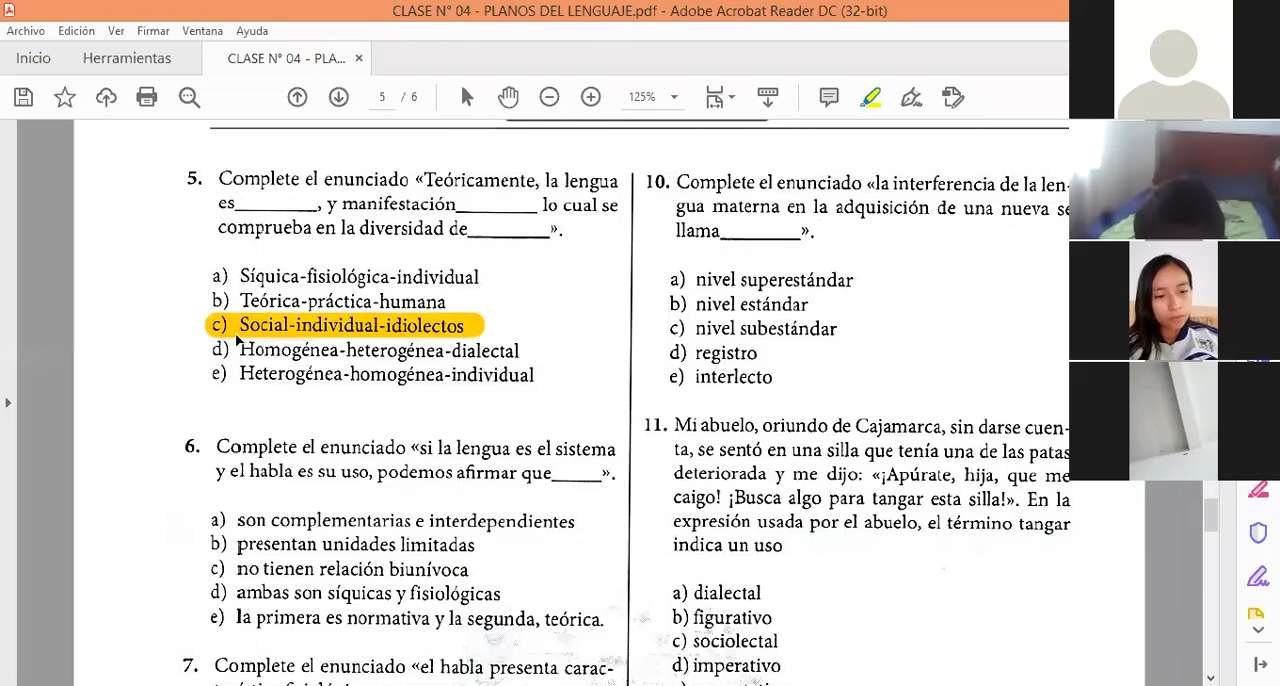 CLASE N° 04 - PLANOS DEL LENGUAJE.pdf - Adobe Acrobat Reader DC (32-bit)
Archivo Edición Ver Firmar Ventana Ayuda
Inicio Herramientas CLASE N° 04 - PLA... ×
5 / 6 125%
5. Complete el enunciado «Teóricamente, la lengua
es________, y manifestación________ lo cual se
comprueba en la diversidad de________».
a) Síquica-fisiológica-individual
b) Teórica-práctica-humana
c) Social-individual-idiolectos
d) Homogénea-heterogénea-dialectal
e) Heterogénea-homogénea-individual
6. Complete el enunciado «si la lengua es el sistema
y el habla es su uso, podemos afirmar que_____».
a) son complementarias e interdependientes
b) presentan unidades limitadas
c) no tienen relación biunívoca
d) ambas son síquicas y fisiológicas
e) la primera es normativa y la segunda, teórica.
7. Complete el enunciado «el habla presenta carac-
10. Complete el enunciado «la interferencia de la len-
gua materna en la adquisición de una nueva se
llama________».
a) nivel superestándar
b) nivel estándar
c) nivel subestándar
d) registro
e) interlecto
11. Mi abuelo, oriundo de Cajamarca, sin darse cuen-
ta, se sentó en una silla que tenía una de las patas
deteriorada y me dijo: «¡Apúrate, hija, que me
caigo! ¡Busca algo para tangar esta silla!». En la
expresión usada por el abuelo, el término tangar
indica un uso
a) dialectal
b) figurativo
c) sociolectal
d) imperativo